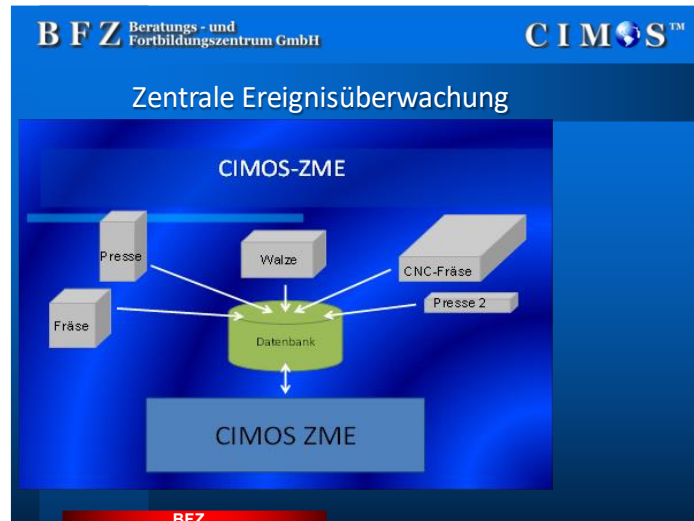 B F Z Beratungs - und
Fortbildungszentrum GmbH
CIMOS™
Zentrale Ereignisüberwachung
CIMOS-ZME
Presse
Walze
CNC-Fräse
Presse 2
Fräse
Datenbank
CIMOS ZME
BFZ